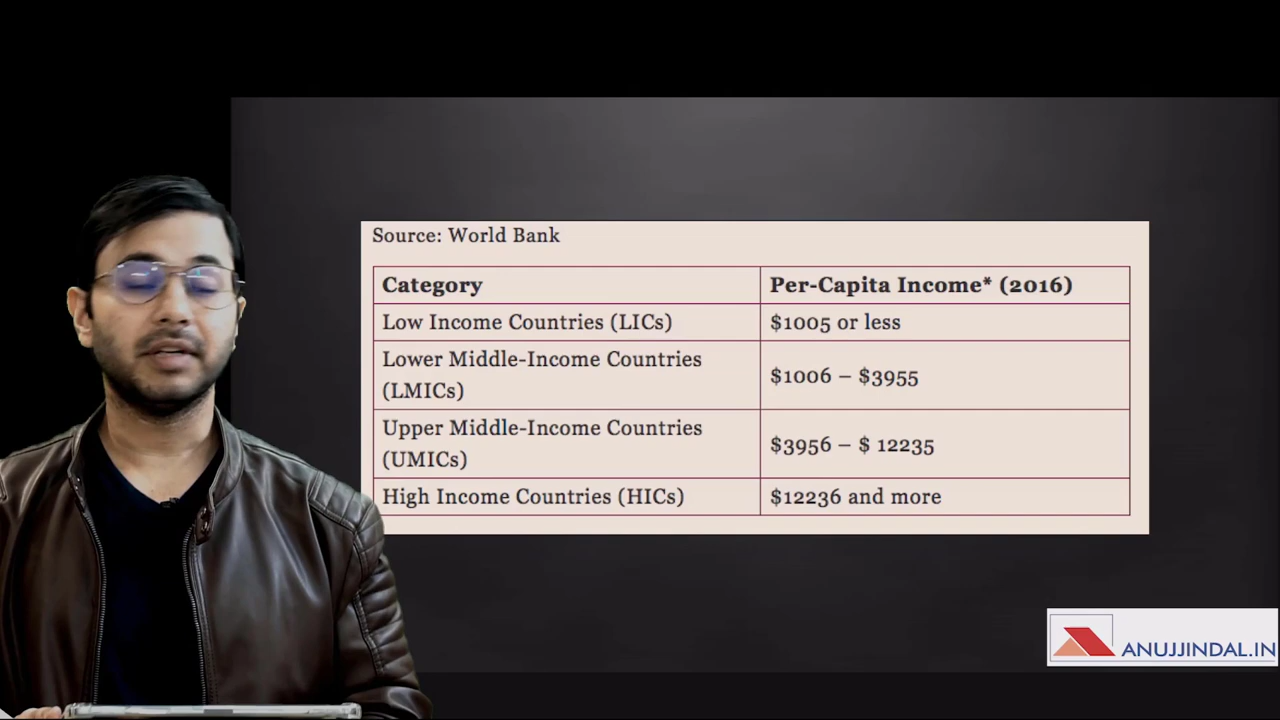 Source: World Bank
Category Per-Capita Income* (2016)
Low Income Countries (LICs) $1005 or less
Lower Middle-Income Countries
(LMICs) $1006 – $3955
Upper Middle-Income Countries
(UMICs) $3956 – $ 12235
High Income Countries (HICs) $12236 and more
ANUJJINDAL.IN